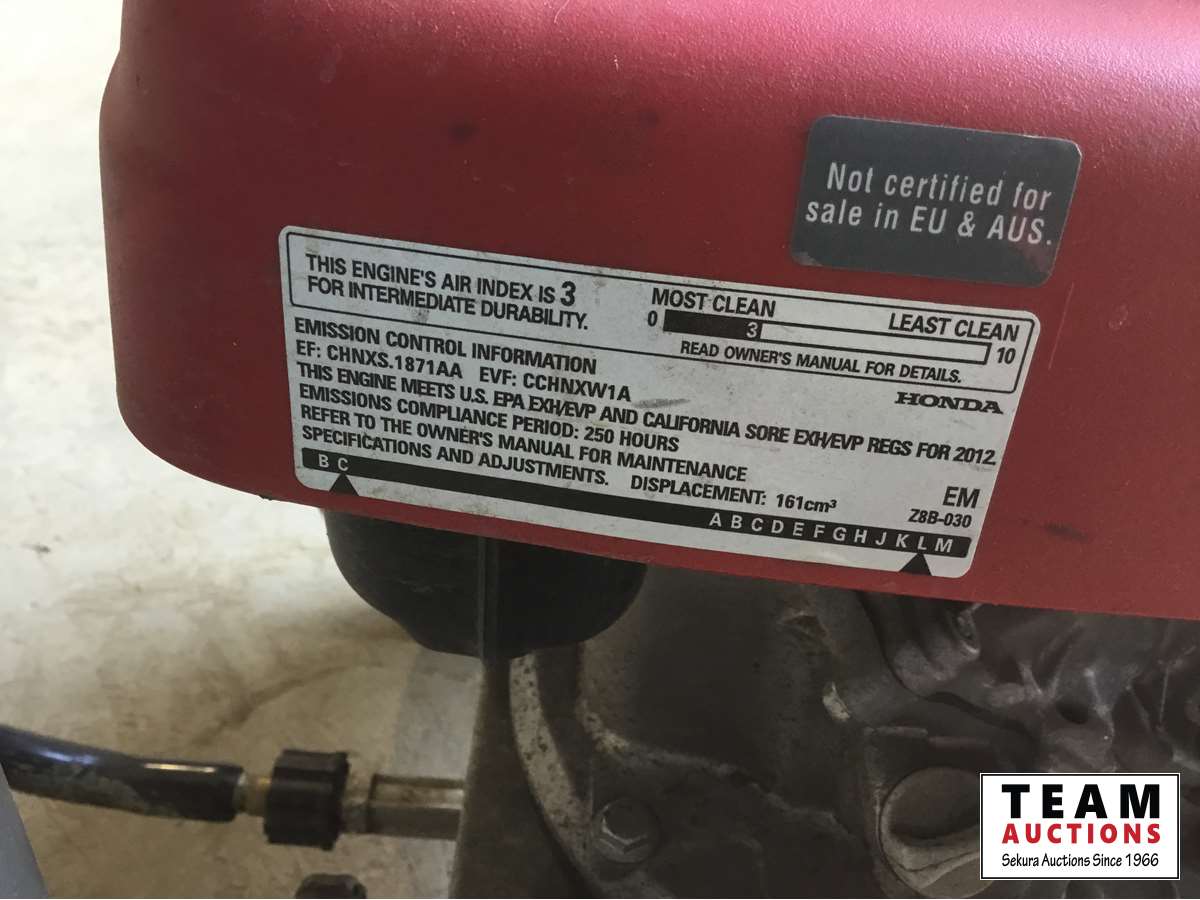 Not certified for
sale in EU & AUS.
THIS ENGINE'S AIR INDEX IS 3
FOR INTERMEDIATE DURABILITY.
MOST CLEAN
LEAST CLEAN
0 3 10
READ OWNER'S MANUAL FOR DETAILS.
EMISSION CONTROL INFORMATION
HONDA
EF: CHNXS.1871AA EVF: CCHNXW1A
THIS ENGINE MEETS U.S. EPA EXH/EVP AND CALIFORNIA SORE EXH/EVP REGS FOR 2012.
EMISSIONS COMPLIANCE PERIOD: 250 HOURS
REFER TO THE OWNER'S MANUAL FOR MAINTENANCE
SPECIFICATIONS AND ADJUSTMENTS. DISPLACEMENT: 161cm³
EM
Z8B-030
B C
A B C D E F G H J K L M
TEAM
AUCTIONS
Sekura Auctions Since 1966